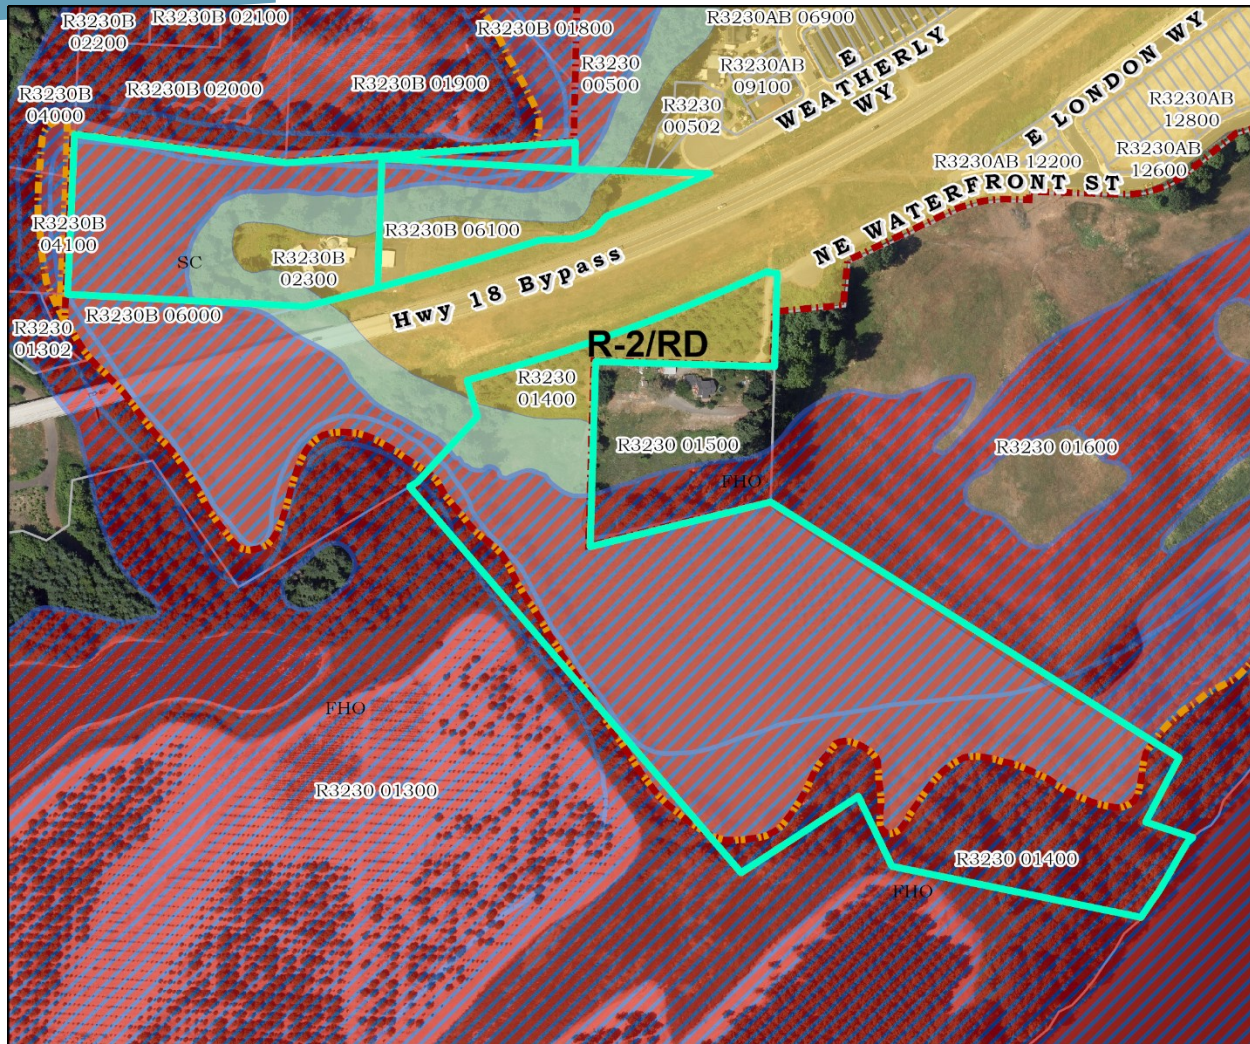 R3230B
02200
R3230B 02100
R3230B 01800
R3230AB 06900
R3230
00500
R3230AB
09100
E
WEATHERLY
WY
E LONDON WY
R3230B 02000
R3230B 01900
R3230B
04000
R3230
00502
R3230AB
12800
R3230AB 12200
R3230AB
12600
NE WATERFRONT ST
R3230B
04100
R3230B 06100
SC
R3230B
02300
Hwy 18 Bypass
R3230B 06000
R3230
01302
R-2/RD
R3230
01400
R3230 01500
R3230 01600
FHO
FHO
R3230 01300
R3230 01400
FHO